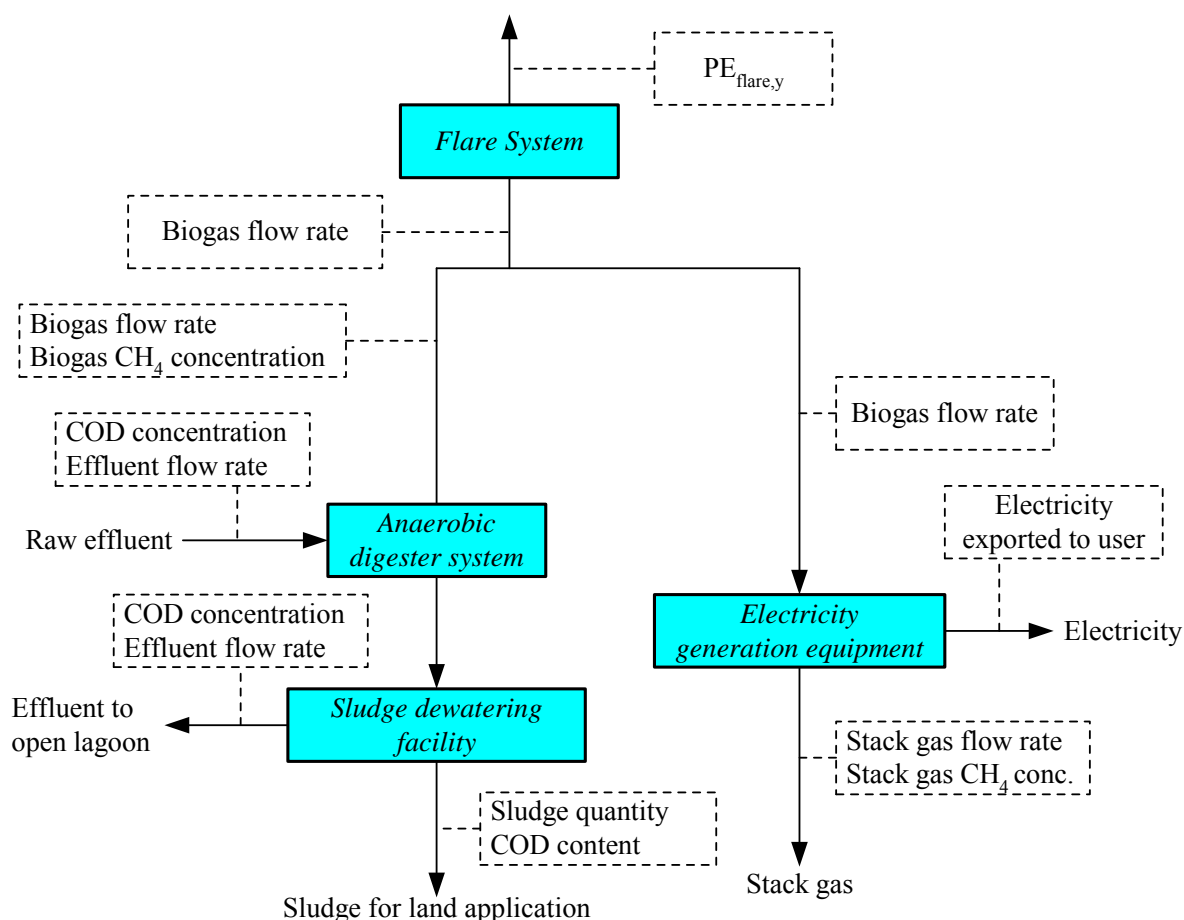 PE flare,y
Flare System
Biogas flow rate
Biogas flow rate
Biogas CH4 concentration
Biogas flow rate
COD concentration
Effluent flow rate
Raw effluent
Anaerobic
digester system
Electricity
exported to user
COD concentration
Effluent flow rate
Electricity
generation equipment
Electricity
Effluent to
open lagoon
Sludge dewatering
facility
Stack gas flow rate
Stack gas CH4 conc.
Sludge quantity
COD content
Stack gas
Sludge for land application